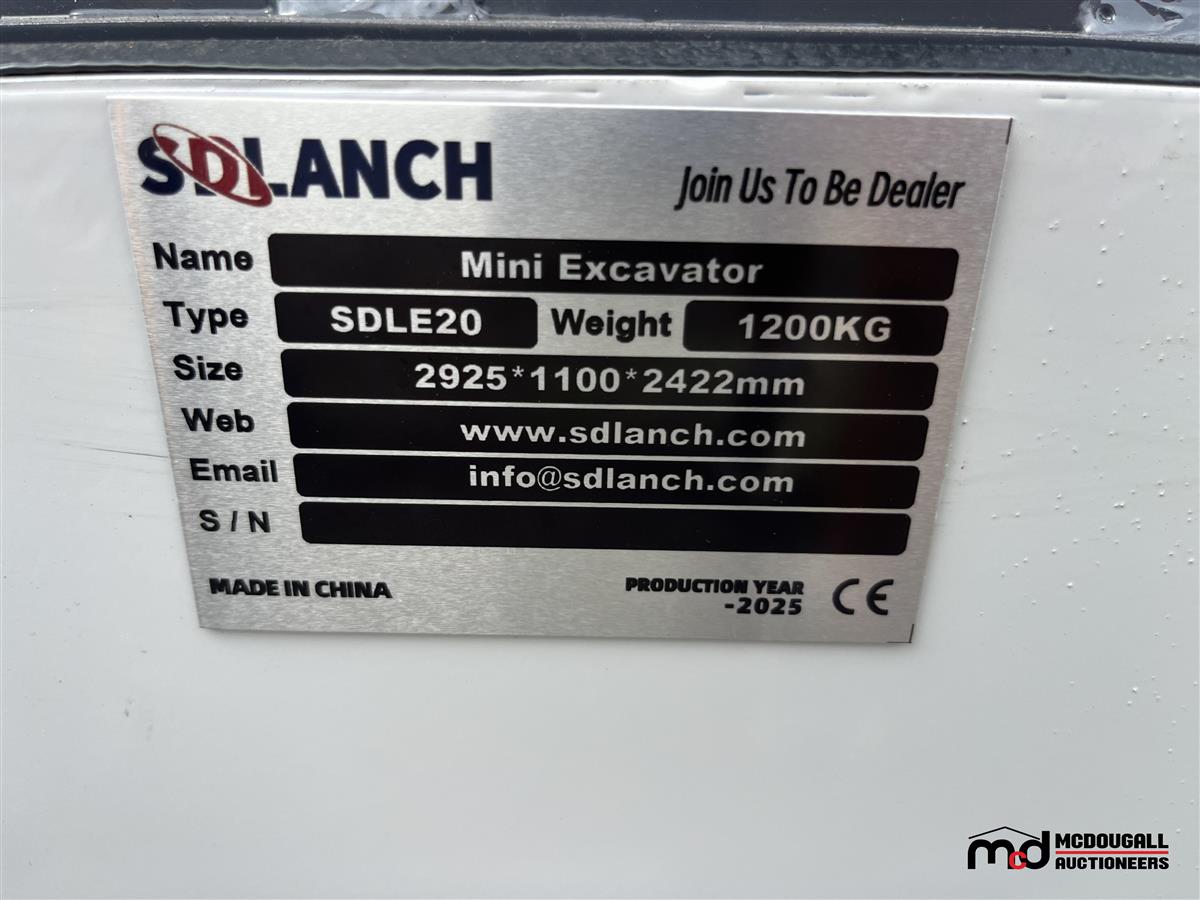 SDLANCH
Join Us To Be Dealer
Name Mini Excavator
Type SDLE20 Weight 1200KG
Size 2925*1100*2422mm
Web www.sdlanch.com
Email info@sdlanch.com
S / N
MADE IN CHINA
PRODUCTION YEAR
-2025
CE
mcd
MCDOUGALL
AUCTIONEERS